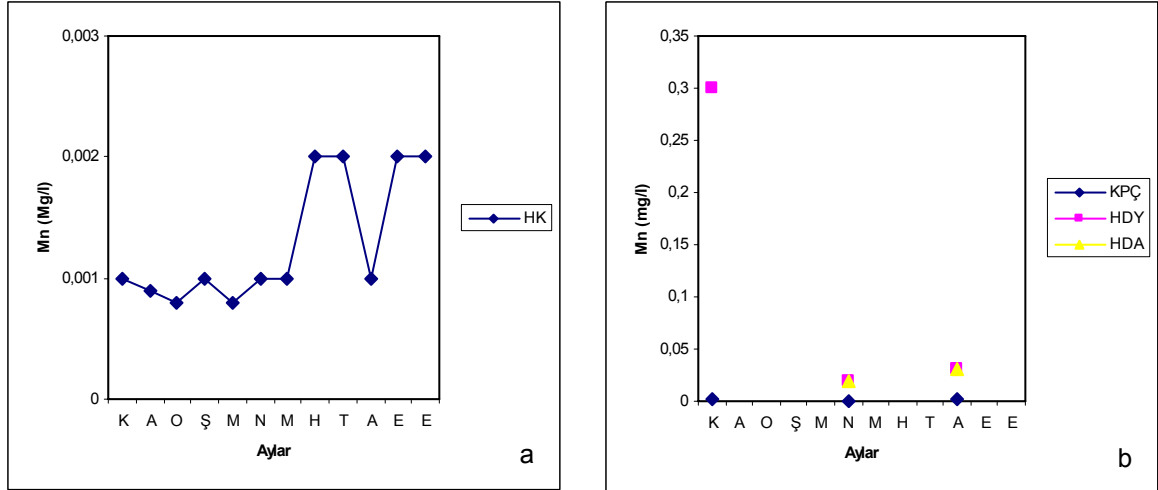 0,003
0,002
0,001
0
Mn (Mg/l)
K A O Ş M N M H T A E E
Aylar
HK
a
0,35
0,3
0,25
0,2
0,15
0,1
0,05
0
Mn (mg/l)
K A O Ş M N M H T A E E
Aylar
KPÇ
HDY
HDA
b